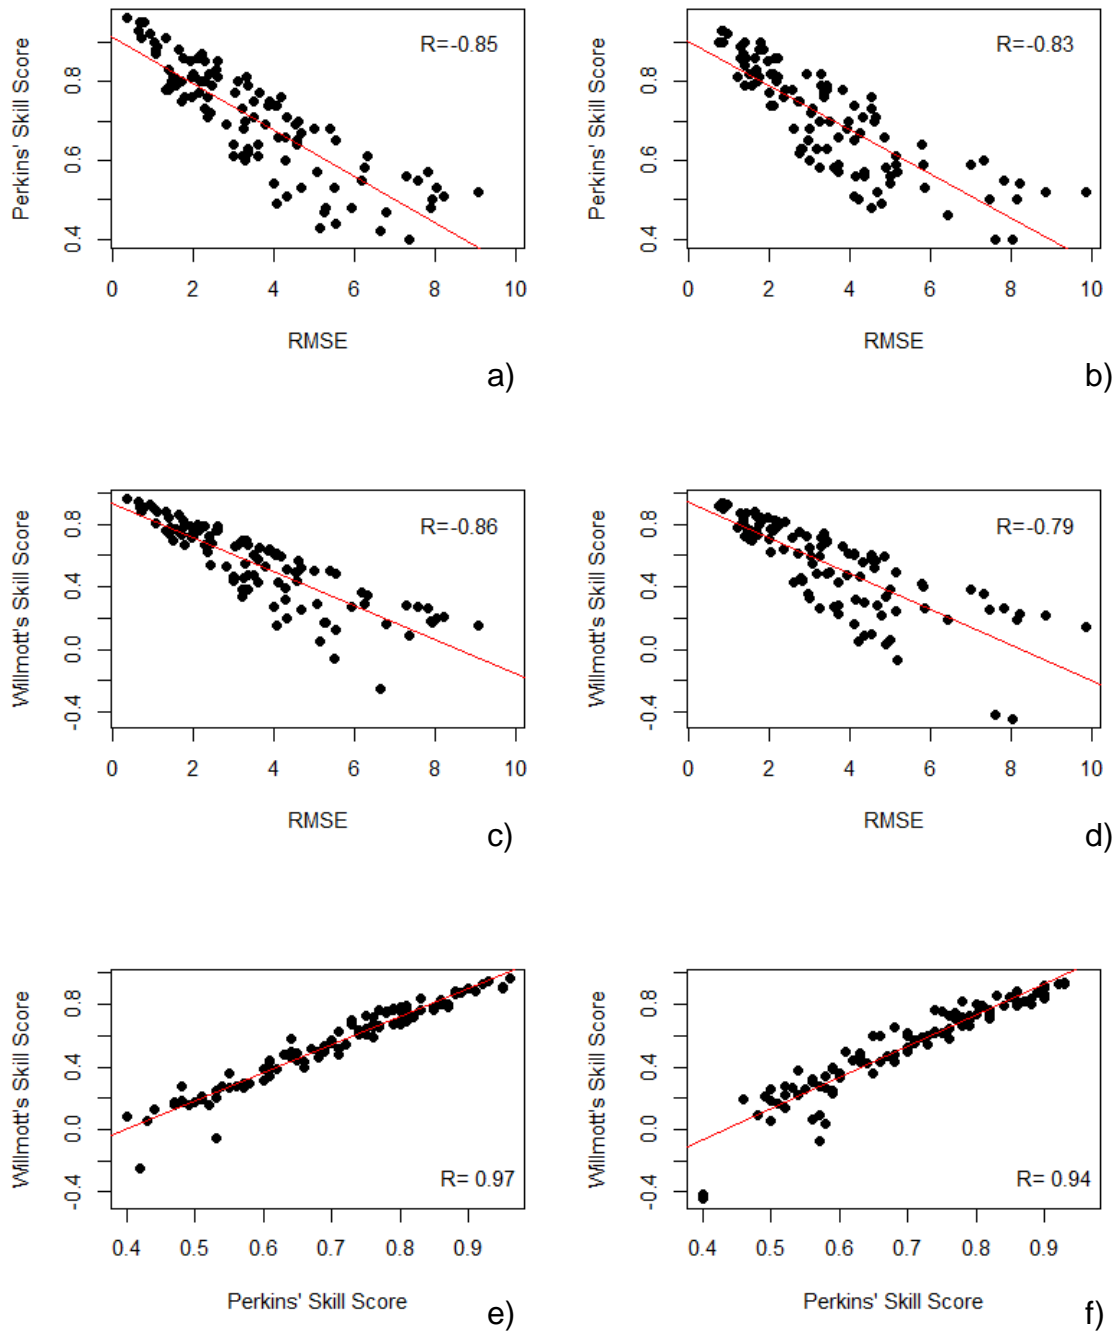 R=-0.85
Perkins' Skill Score
0.4 0.6 0.8
0 2 4 6 8 10
RMSE
a)
R=-0.83
Perkins' Skill Score
0.4 0.6 0.8
0 2 4 6 8 10
RMSE
b)
R=-0.86
Willmott's Skill Score
-0.4 0.0 0.4 0.8
0 2 4 6 8 10
RMSE
c)
R=-0.79
Willmott's Skill Score
-0.4 0.0 0.4 0.8
0 2 4 6 8 10
RMSE
d)
Willmott's Skill Score
-0.4 0.0 0.4 0.8
R= 0.97
0.4 0.5 0.6 0.7 0.8 0.9
Perkins' Skill Score
e)
Willmott's Skill Score
-0.4 0.0 0.4 0.8
R= 0.94
0.4 0.5 0.6 0.7 0.8 0.9
Perkins' Skill Score
f)